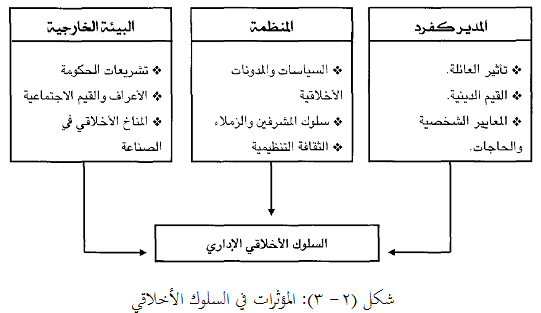 المدير كفرد
تأثير العائلة.
القيم الدينية.
المعايير الشخصية
والحاجات.
المنظمة
السياسات والمدونات
الأخلاقية
سلوك المشرفين والزملاء
الثقافة التنظيمية
البيئة الخارجية
تشريعات الحكومة
الأعراف والقيم الاجتماعية
المناخ الأخلاقي في
الصناعة
السلوك الأخلاقي الإداري
شكل (٢ - ٣): المؤثرات في السلوك الأخلاقي